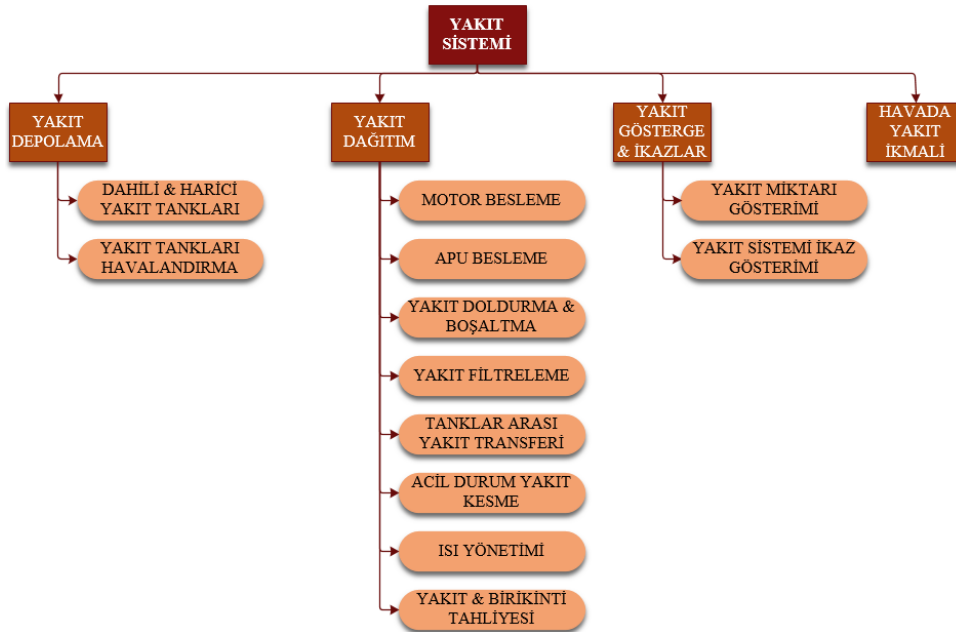 YAKIT
SİSTEMİ
YAKIT
DEPOLAMA
DAHİLİ & HARİCİ
YAKIT TANKLARI
YAKIT TANKLARI
HAVALANDIRMA
YAKIT
DAĞITIM
MOTOR BESLEME
APU BESLEME
YAKIT DOLDURMA &
BOŞALTMA
YAKIT FİLTRELEME
TANKLAR ARASI
YAKIT TRANSFERİ
ACİL DURUM YAKIT
KESME
ISI YÖNETİMİ
YAKIT & BİRİKİNTİ
TAHLİYESİ
YAKIT
GÖSTERGE
& İKAZLAR
YAKIT MİKTARI
GÖSTERİMİ
YAKIT SİSTEMİ İKAZ
GÖSTERİMİ
HAVADA
YAKIT
İKMALİ